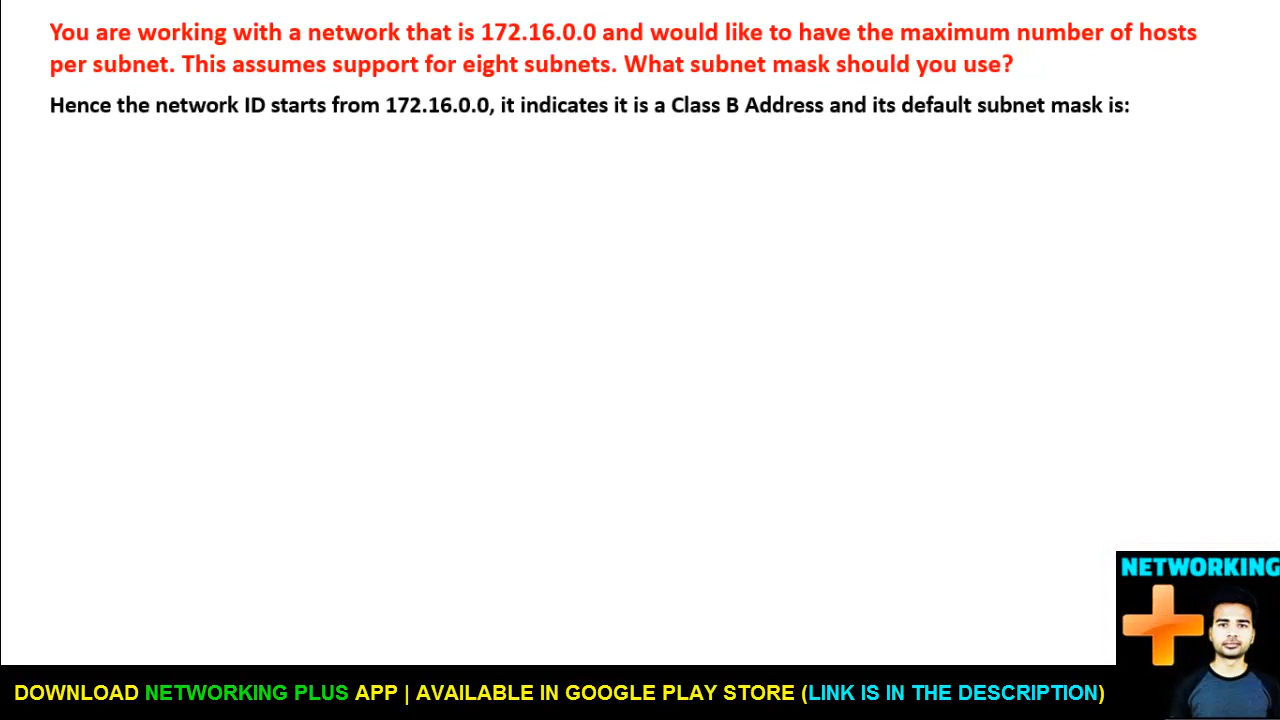 You are working with a network that is 172.16.0.0 and would like to have the maximum number of hosts
per subnet. This assumes support for eight subnets. What subnet mask should you use?
Hence the network ID starts from 172.16.0.0, it indicates it is a Class B Address and its default subnet mask is:
NETWORKING
DOWNLOAD NETWORKING PLUS APP | AVAILABLE IN GOOGLE PLAY STORE (LINK IS IN THE DESCRIPTION)